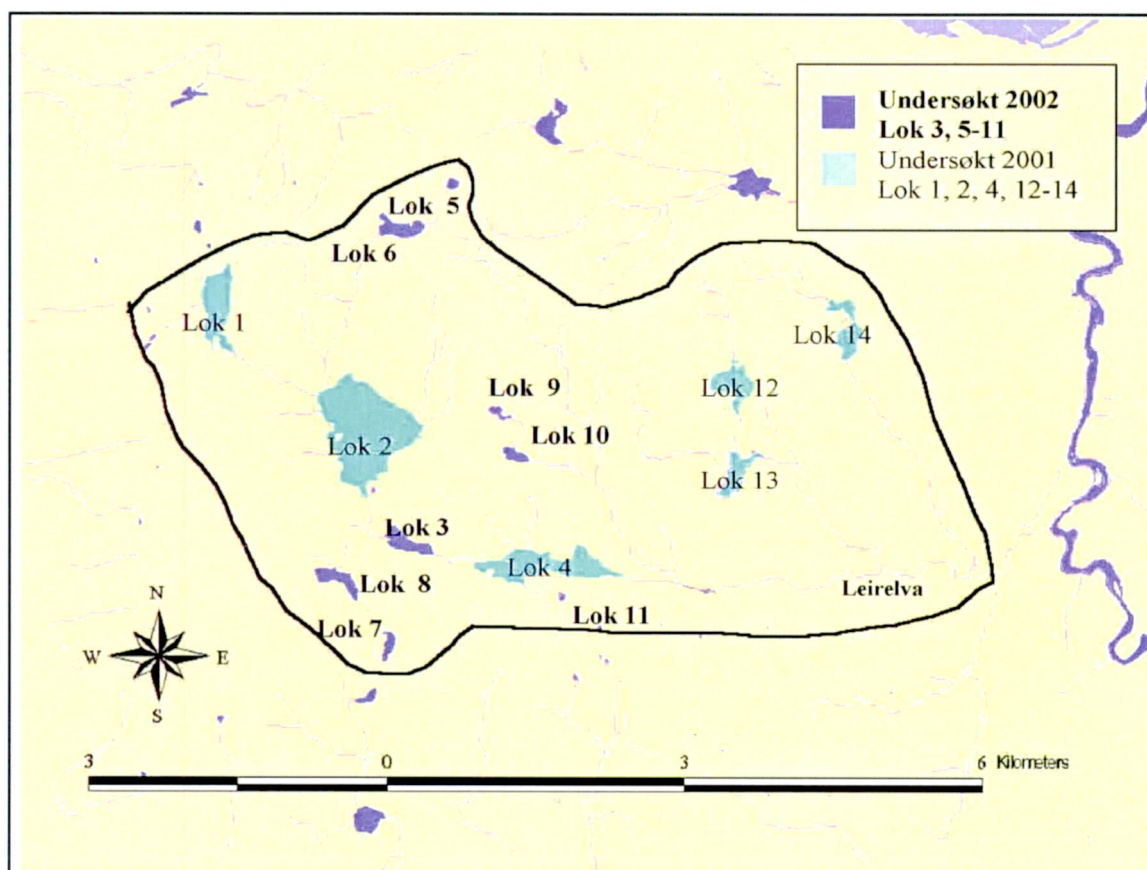 Undersøkt 2002
Lok 3, 5-11
Undersøkt 2001
Lok 1, 2, 4, 12-14
Lok 5
Lok 6
Lok 1
Lok 14
Lok 9
Lok 12
Lok 10
Lok 2
Lok 13
Lok 3
Lok 4
Lok 8
Leirelva
Lok 11
Lok 7
N
W E
S
3 0 3 6 Kilometers